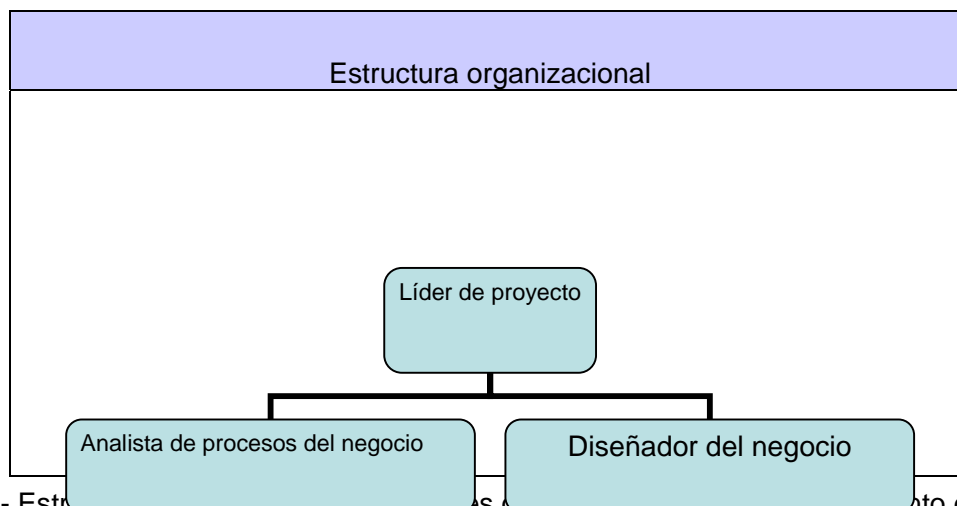 Estructura organizacional
Líder de proyecto
Analista de procesos del negocio
Diseñador del negocio